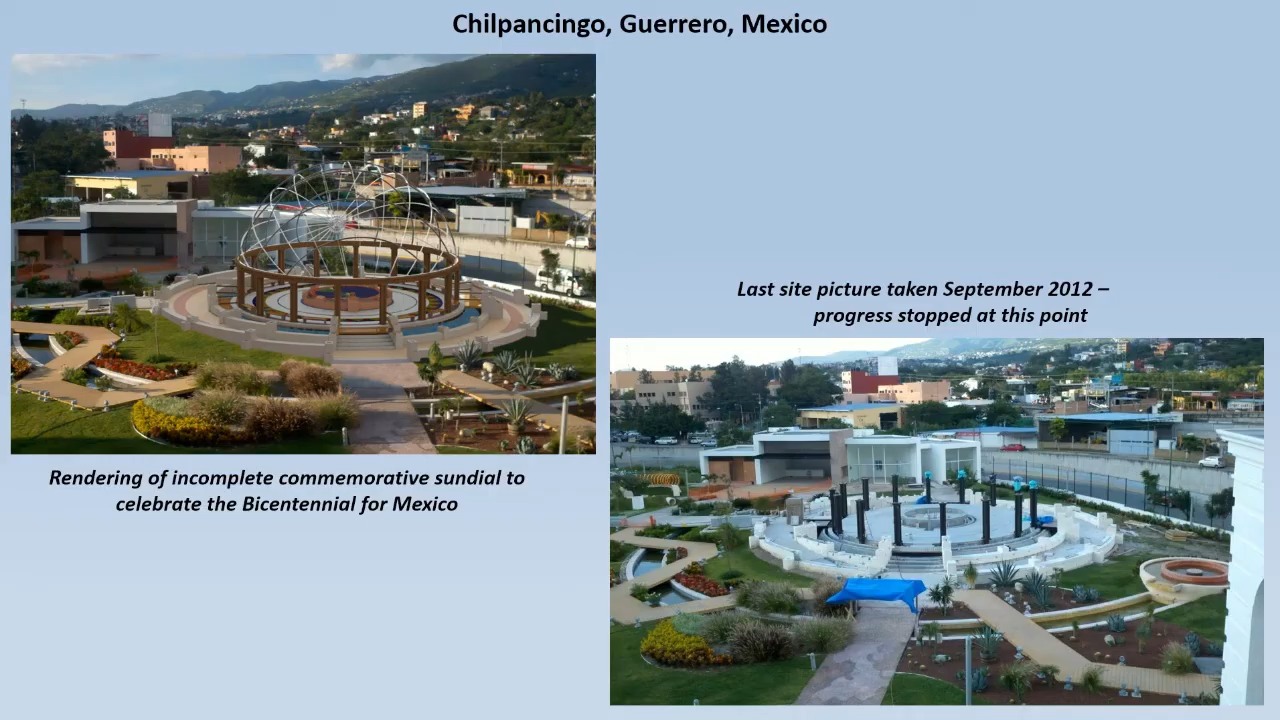 Chilpancingo, Guerrero, Mexico
Last site picture taken September 2012 –
progress stopped at this point
Rendering of incomplete commemorative sundial to
celebrate the Bicentennial for Mexico